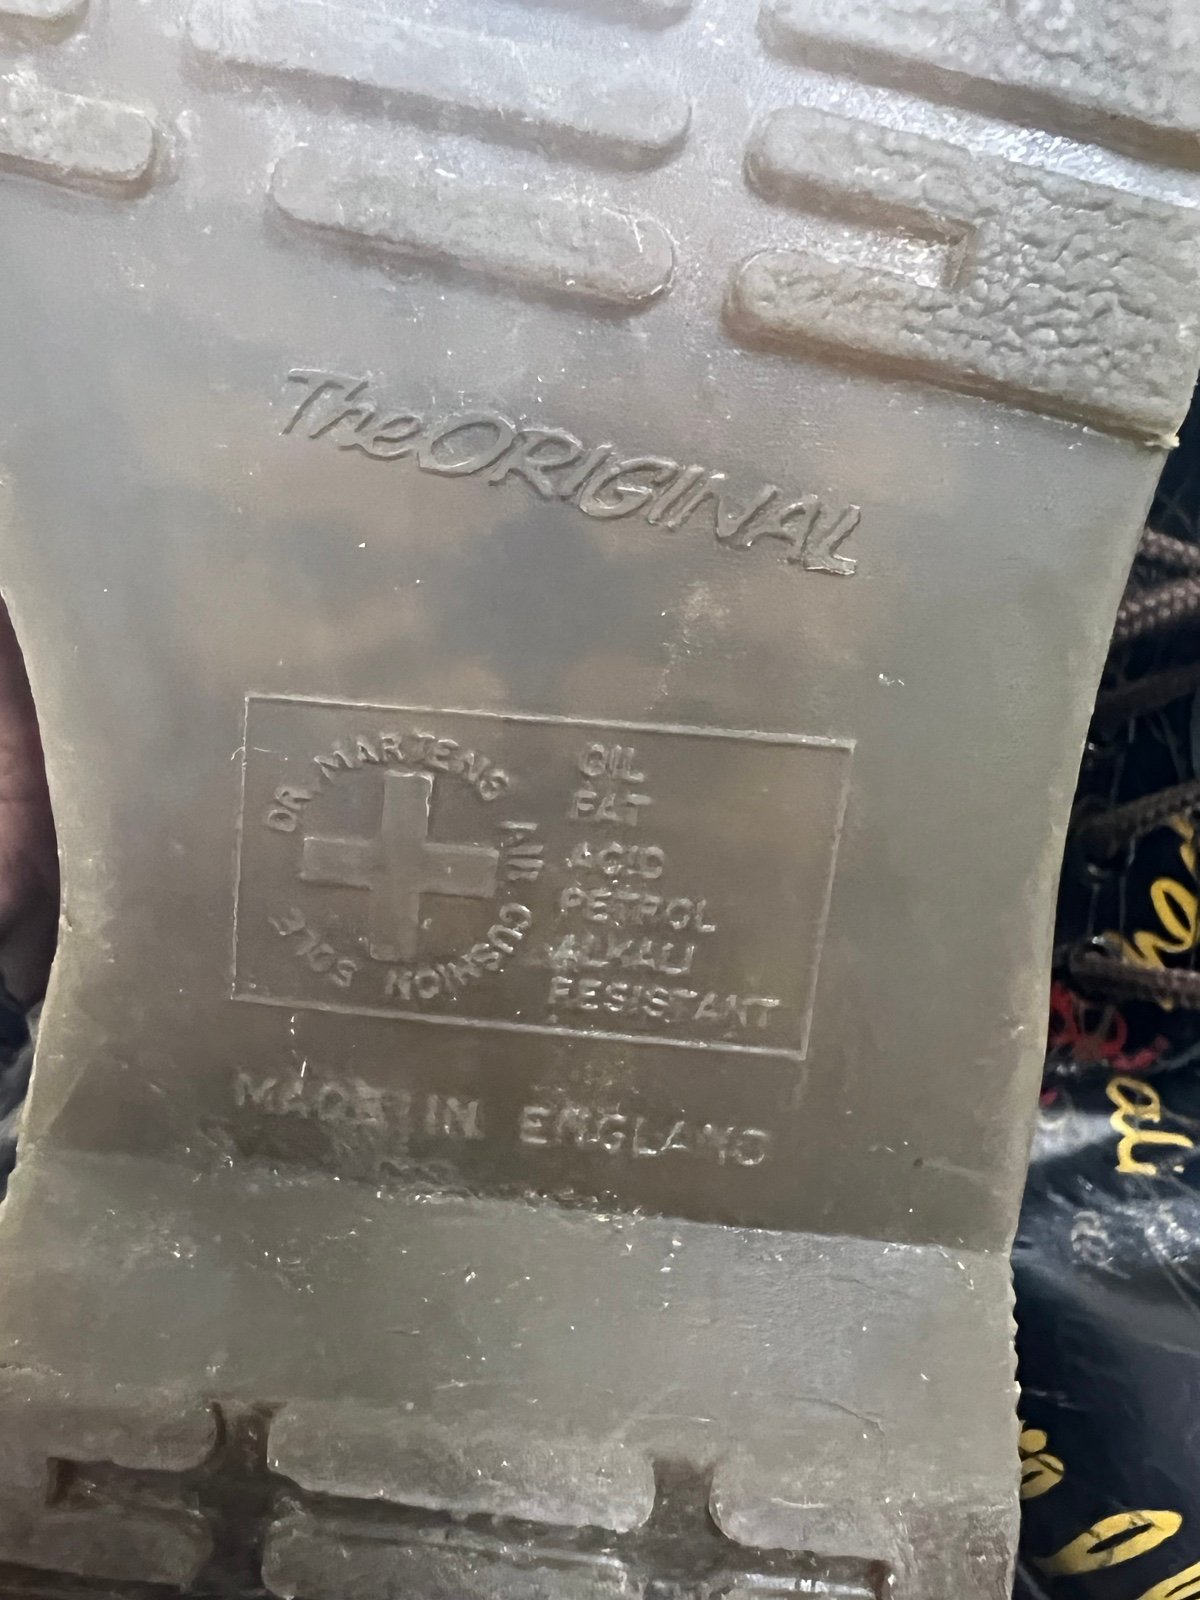 The ORIGINAL
DR. MARTENS AIR CUSHION SOLE
OIL
FAT
ACID
PETROL
ALKALI
RESISTANT
MADE IN ENGLAND